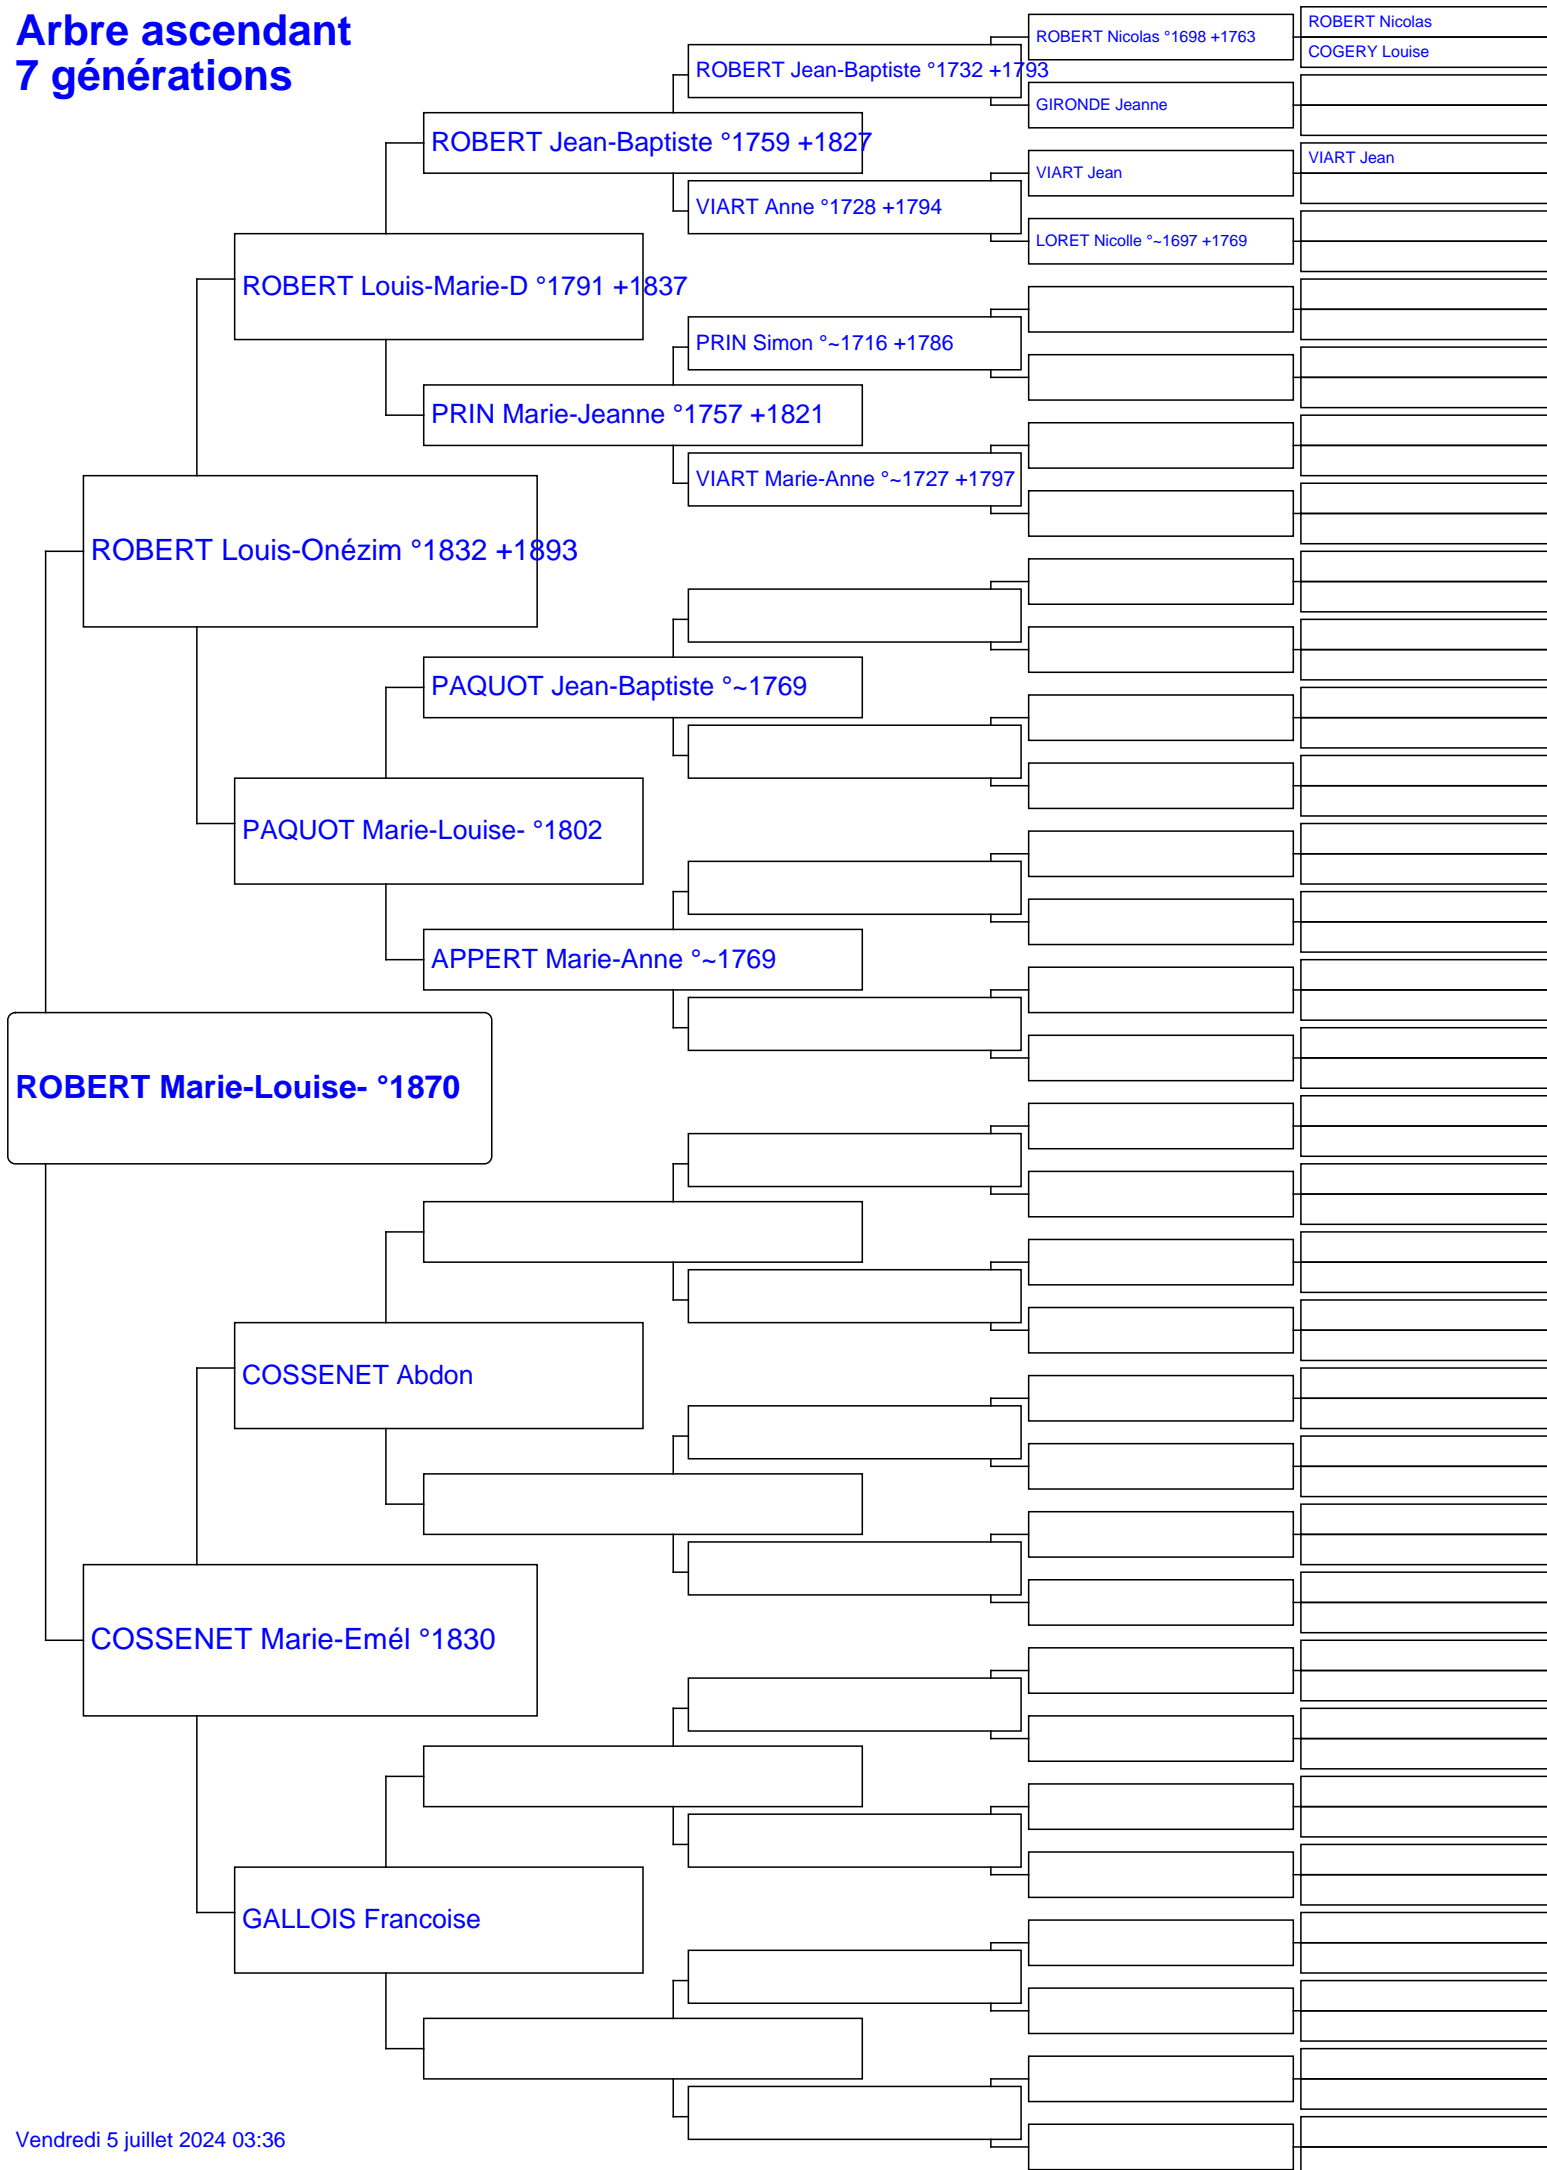 Arbre ascendant
7 générations
ROBERT Nicolas
ROBERT Nicolas °1698 +1763
COGERY Louise
ROBERT Jean-Baptiste °1732 +1793
GIRONDE Jeanne
ROBERT Jean-Baptiste °1759 +1827
VIART Jean
VIART Jean
VIART Anne °1728 +1794
LORET Nicolle °~1697 +1769
ROBERT Louis-Marie-D °1791 +1837
PRIN Simon °~1716 +1786
PRIN Marie-Jeanne °1757 +1821
VIART Marie-Anne °~1727 +1797
ROBERT Louis-Onézim °1832 +1893
PAQUOT Jean-Baptiste °~1769
PAQUOT Marie-Louise- °1802
APPERT Marie-Anne °~1769
ROBERT Marie-Louise- °1870
COSSENET Abdon
COSSENET Marie-Emél °1830
GALLOIS Francoise
Vendredi 5 juillet 2024 03:36